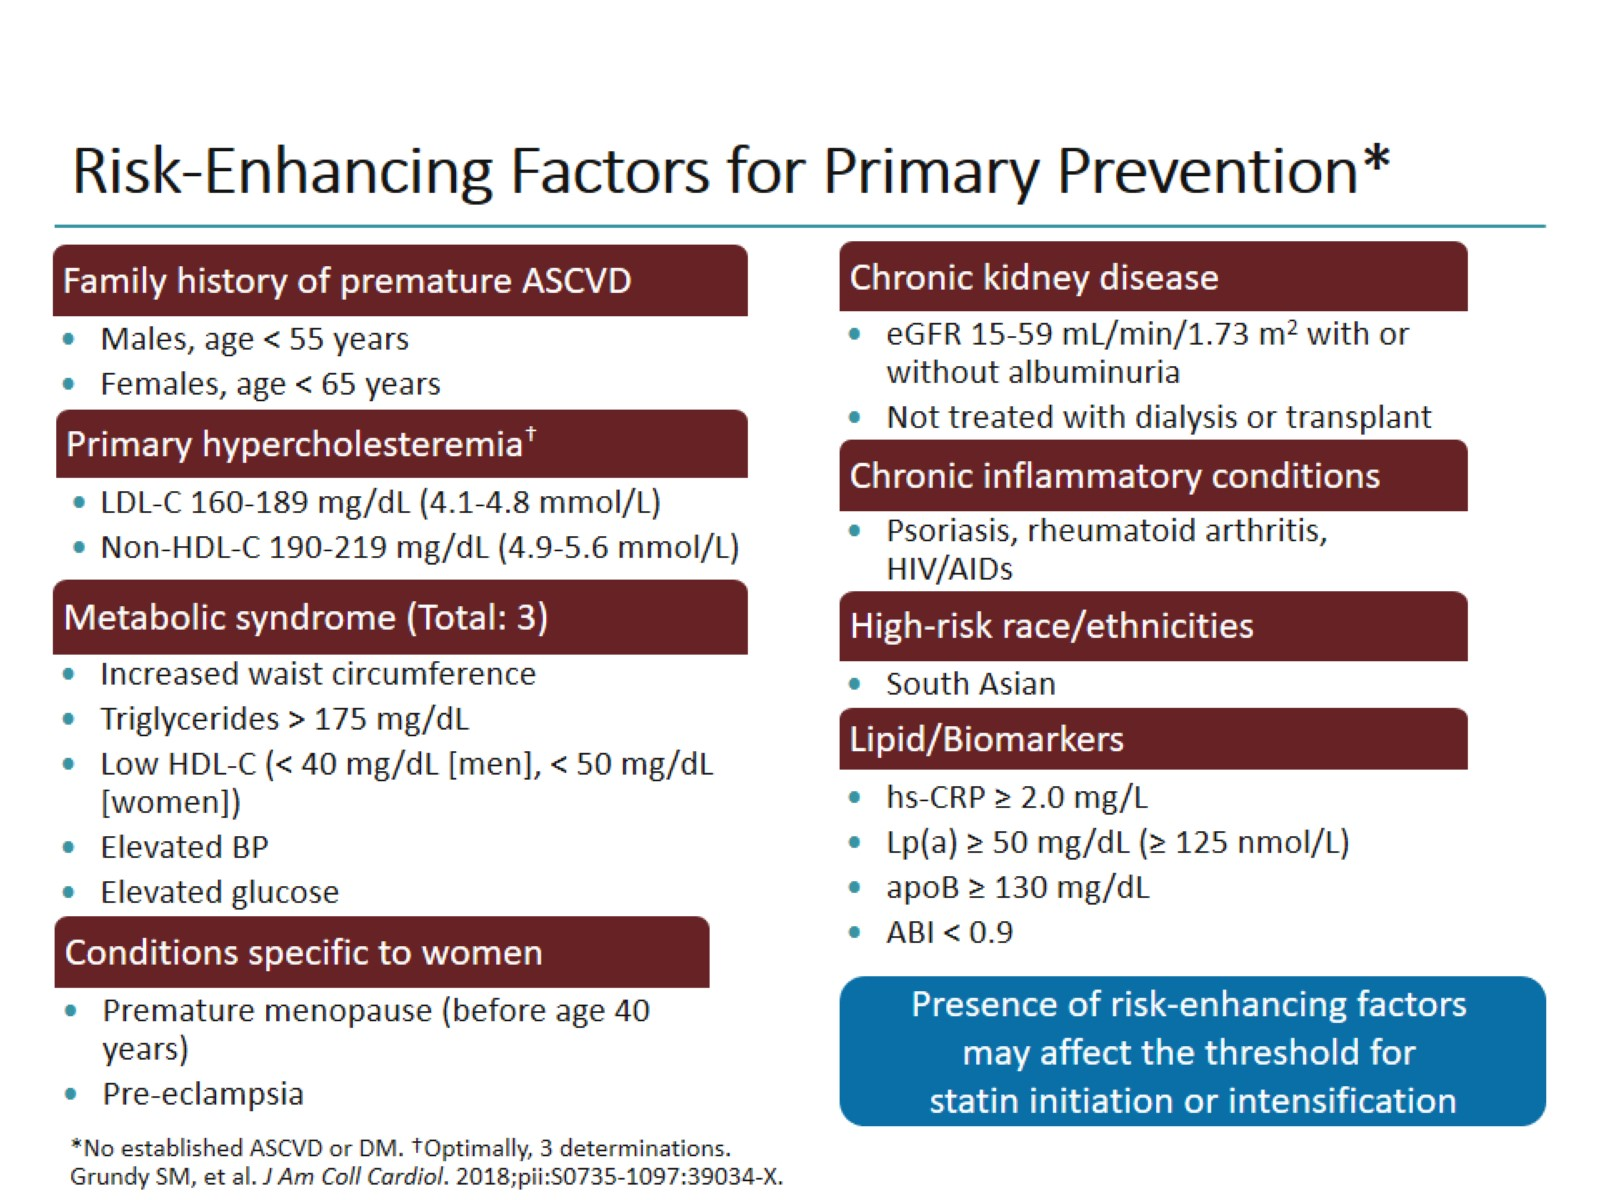 Risk-Enhancing Factors for Primary Prevention*
Family history of premature ASCVD
• Males, age < 55 years
• Females, age < 65 years
Primary hypercholesteremia†
• LDL-C 160-189 mg/dL (4.1-4.8 mmol/L)
• Non-HDL-C 190-219 mg/dL (4.9-5.6 mmol/L)
Metabolic syndrome (Total: 3)
• Increased waist circumference
• Triglycerides > 175 mg/dL
• Low HDL-C (< 40 mg/dL [men], < 50 mg/dL
[women])
• Elevated BP
• Elevated glucose
Conditions specific to women
• Premature menopause (before age 40
years)
• Pre-eclampsia
Chronic kidney disease
• eGFR 15-59 mL/min/1.73 m² with or
without albuminuria
• Not treated with dialysis or transplant
Chronic inflammatory conditions
• Psoriasis, rheumatoid arthritis,
HIV/AIDs
High-risk race/ethnicities
• South Asian
Lipid/Biomarkers
• hs-CRP ≥ 2.0 mg/L
• Lp(a) ≥ 50 mg/dL (≥ 125 nmol/L)
• apoB ≥ 130 mg/dL
• ABI < 0.9
Presence of risk-enhancing factors
may affect the threshold for
statin initiation or intensification
*No established ASCVD or DM. †Optimally, 3 determinations.
Grundy SM, et al. J Am Coll Cardiol. 2018;pii:S0735-1097:39034-X.